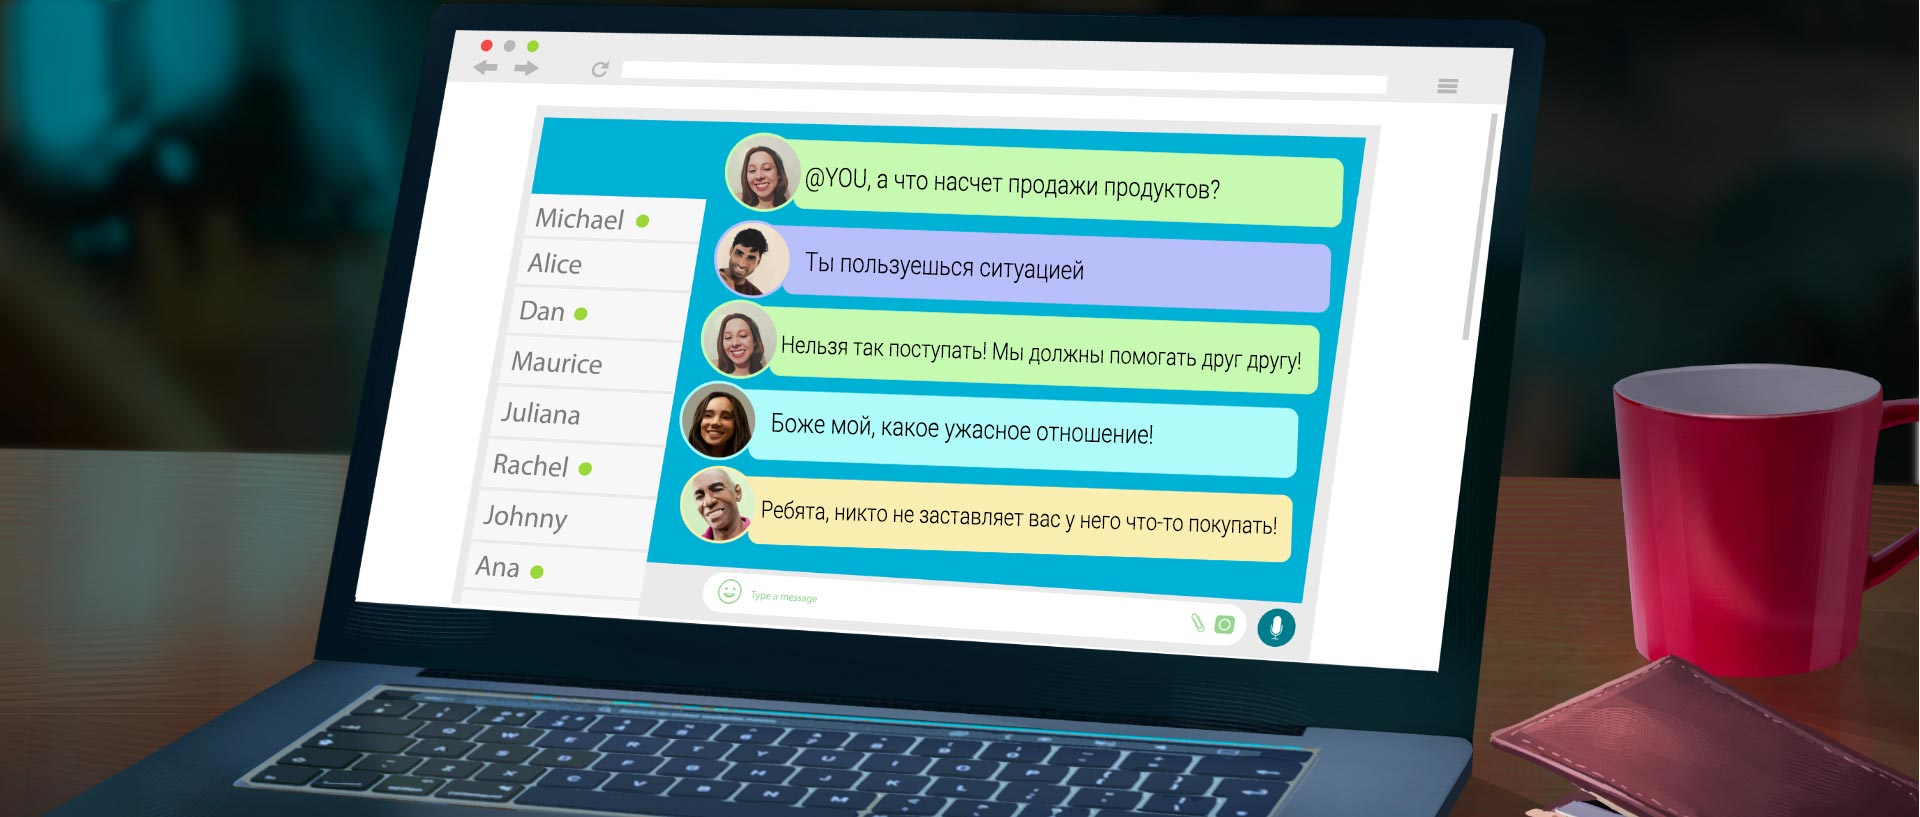 @YOU, а что насчет продажи продуктов?
Ты пользуешься ситуацией
Нельзя так поступать! Мы должны помогать друг другу!
Боже мой, какое ужасное отношение!
Ребята, никто не заставляет вас у него что-то покупать!
Michael
Alice
Dan
Maurice
Juliana
Rachel
Johnny
Ana
Type a message